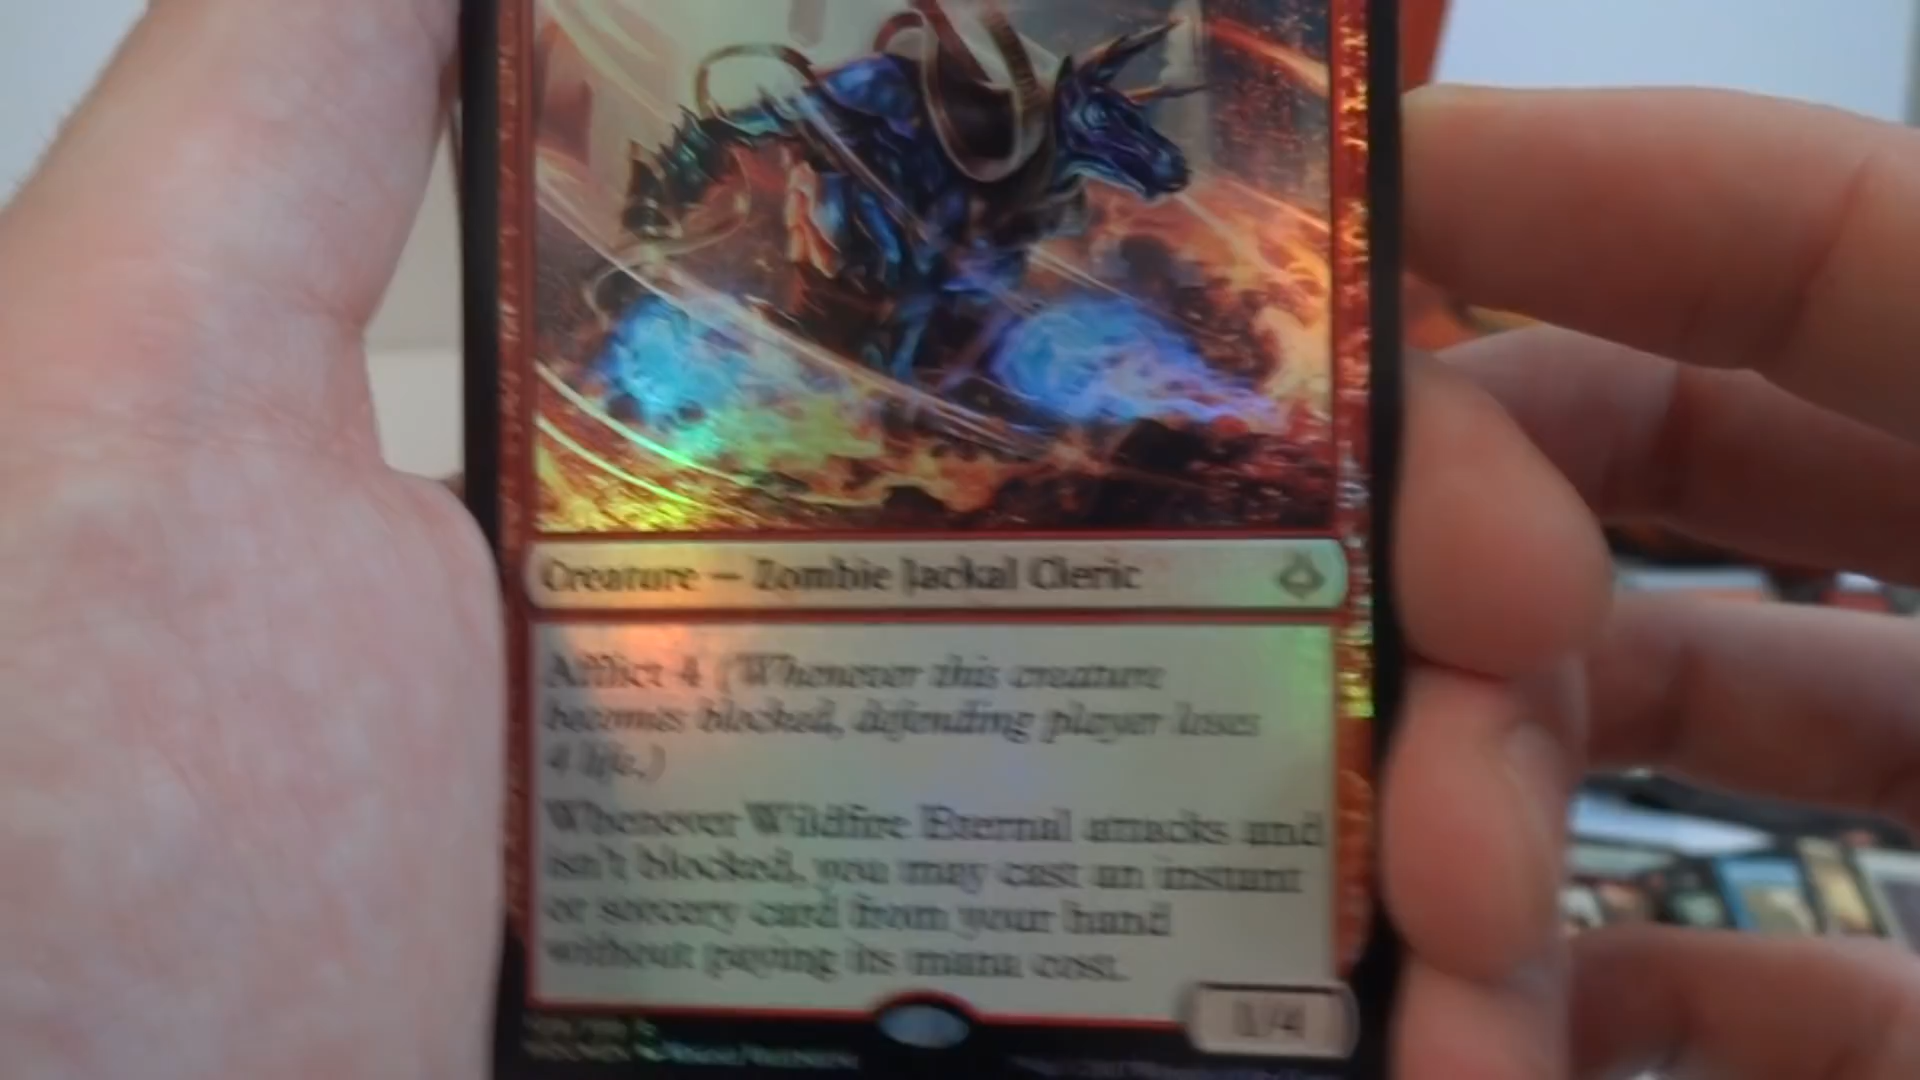 Creature — Zombie Jackal Cleric
Afflict 4 (Whenever this creature
becomes blocked, defending player loses
4 life.)
Whenever Wildfire Eternal attacks and
isn't blocked, you may cast an instant
or sorcery card from your hand
without paying its mana cost.
1/4